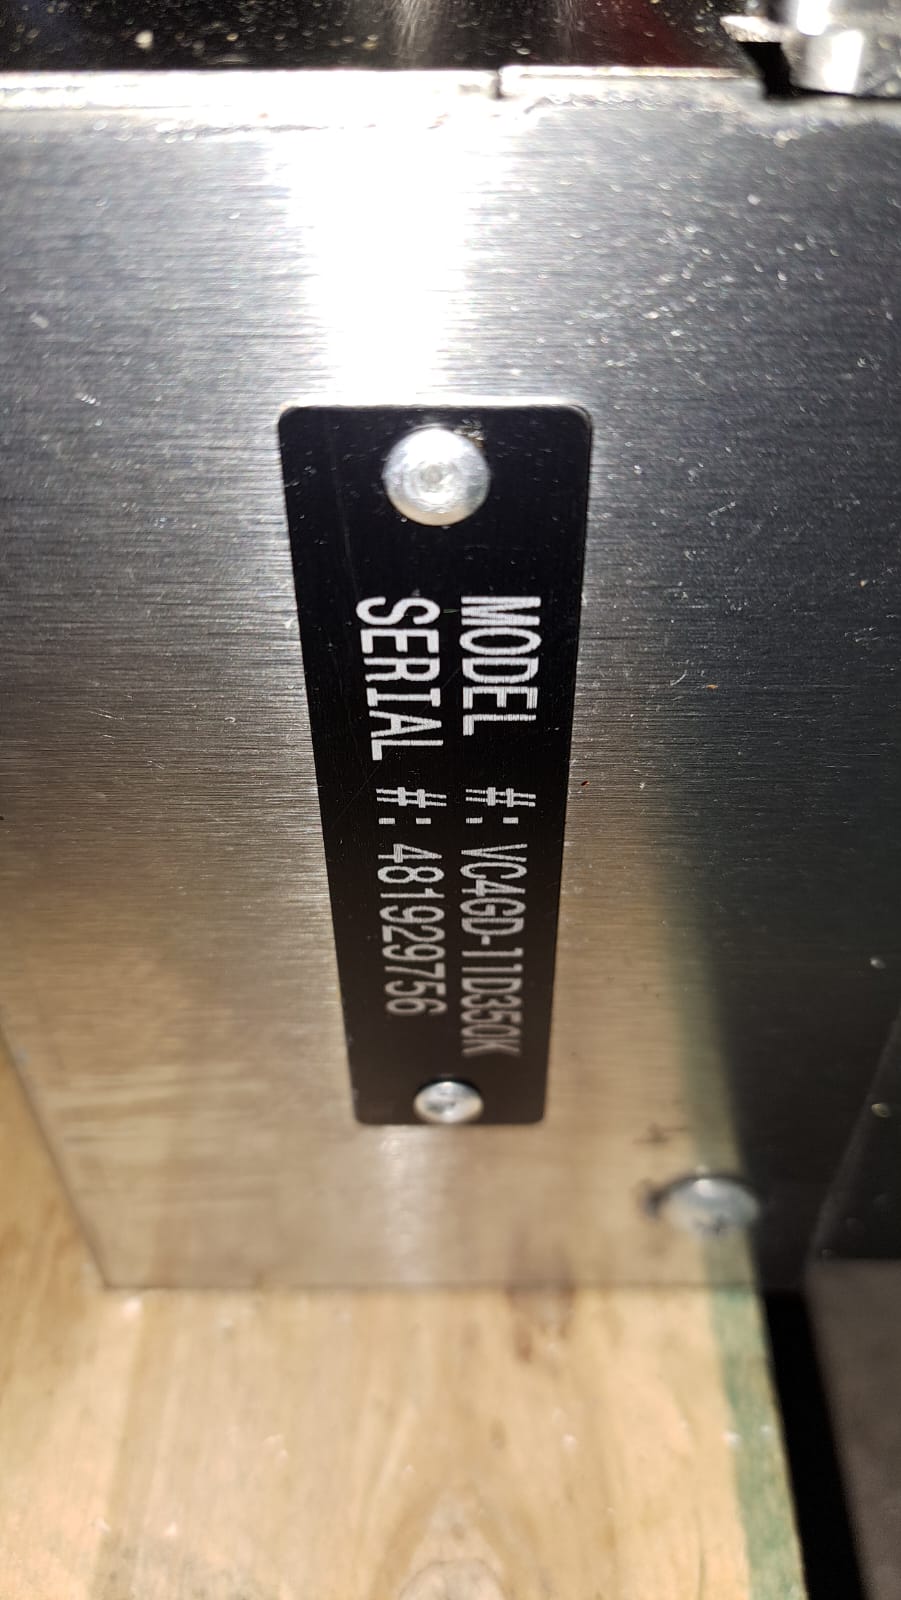 MODEL #: VC4GD-11D350K
SERIAL #: 481929756